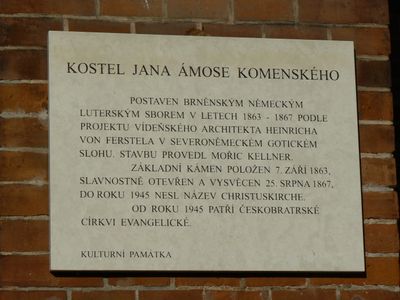 KOSTEL JANA ÁMOSE KOMENSKÉHO
POSTAVEN BRNĚNSKÝM NĚMECKÝM
LUTERSKÝM SBOREM V LETECH 1863 - 1867 PODLE
PROJEKTU VÍDEŇSKÉHO ARCHITEKTA HEINRICHA
VON FERSTELA V SEVERONĚMECKÉM GOTICKÉM
SLOHU. STAVBU PROVEDL MOŘIC KELLNER.
ZÁKLADNÍ KÁMEN POLOŽEN 7. ZÁŘÍ 1863,
SLAVNOSTNĚ OTEVŘEN A VYSVĚCEN 25. SRPNA 1867,
DO ROKU 1945 NESL NÁZEV CHRISTUSKIRCHE.
OD ROKU 1945 PATŘÍ ČESKOBRATRSKÉ
CÍRKVI EVANGELICKÉ.
KULTURNÍ PAMÁTKA